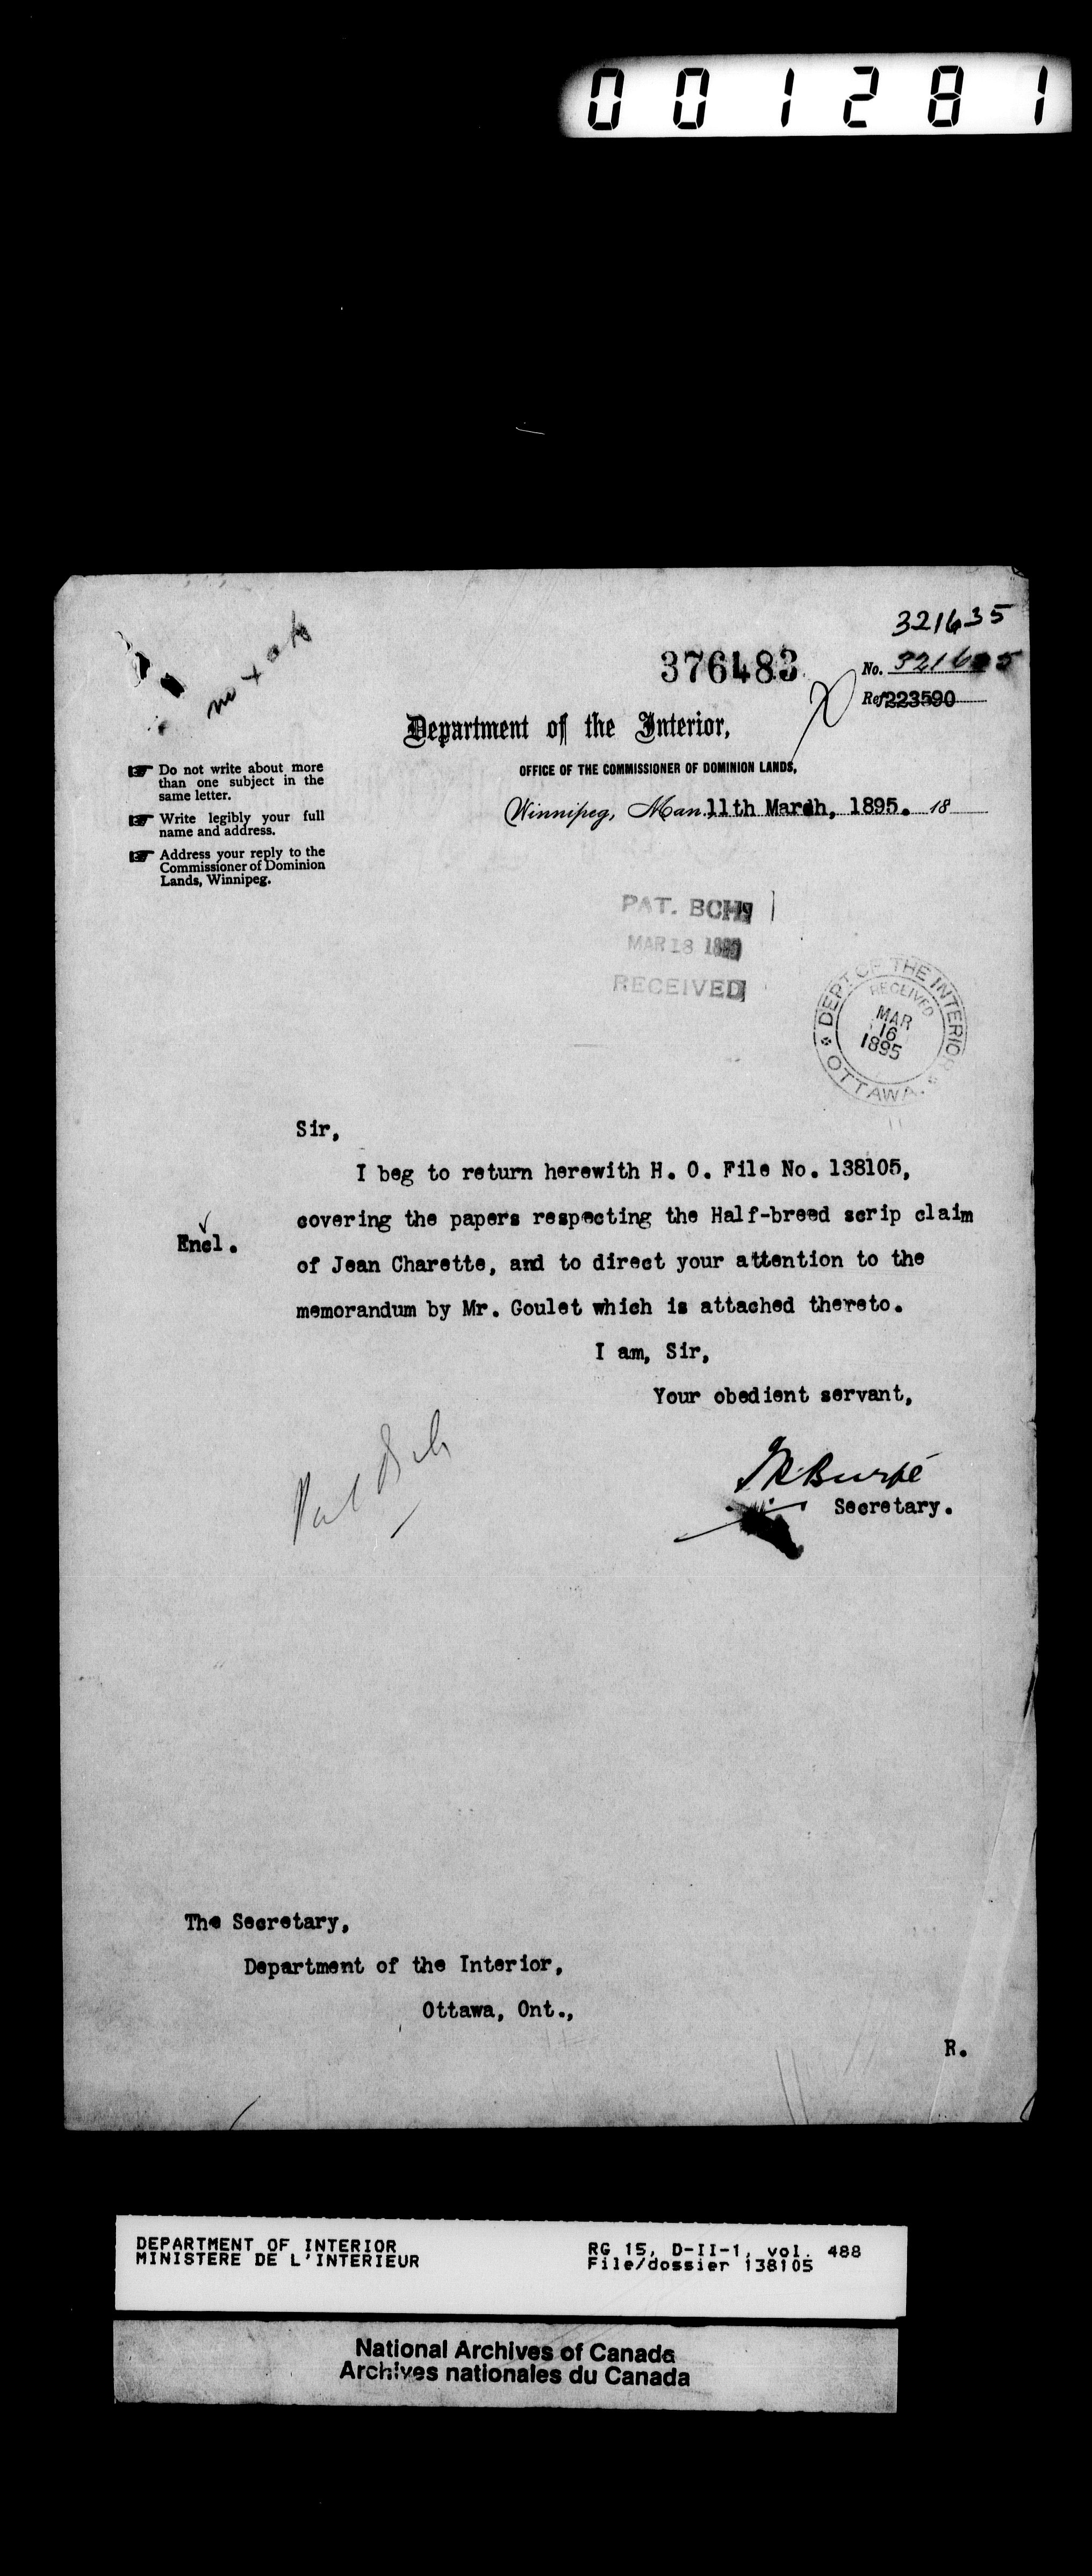 001281
321635
376483
No. 321635
Ref 223590
Department of the Interior,
OFFICE OF THE COMMISSIONER OF DOMINION LANDS,
Winnipeg, Man. 11th March, 1895. 18
☞ Do not write about more
than one subject in the
same letter.
☞ Write legibly your full
name and address.
☞ Address your reply to the
Commissioner of Dominion
Lands, Winnipeg.
PAT. BCH
MAR 18
RECEIVED
DEPT OF THE INTERIOR
RECEIVED
MAR
16
1895
OTTAWA.
Sir,
I beg to return herewith H. O. File No. 138105,
covering the papers respecting the Half-breed scrip claim
Encl.
of Jean Charette, and to direct your attention to the
memorandum by Mr. Goulet which is attached thereto.
I am, Sir,
Your obedient servant,
Burpé
Secretary.
The Secretary,
Department of the Interior,
Ottawa, Ont.,
R.
DEPARTMENT OF INTERIOR
MINISTERE DE L'INTERIEUR
RG 15, D-II-1, vol. 488
File/dossier 138105
National Archives of Canada
Archives nationales du Canada